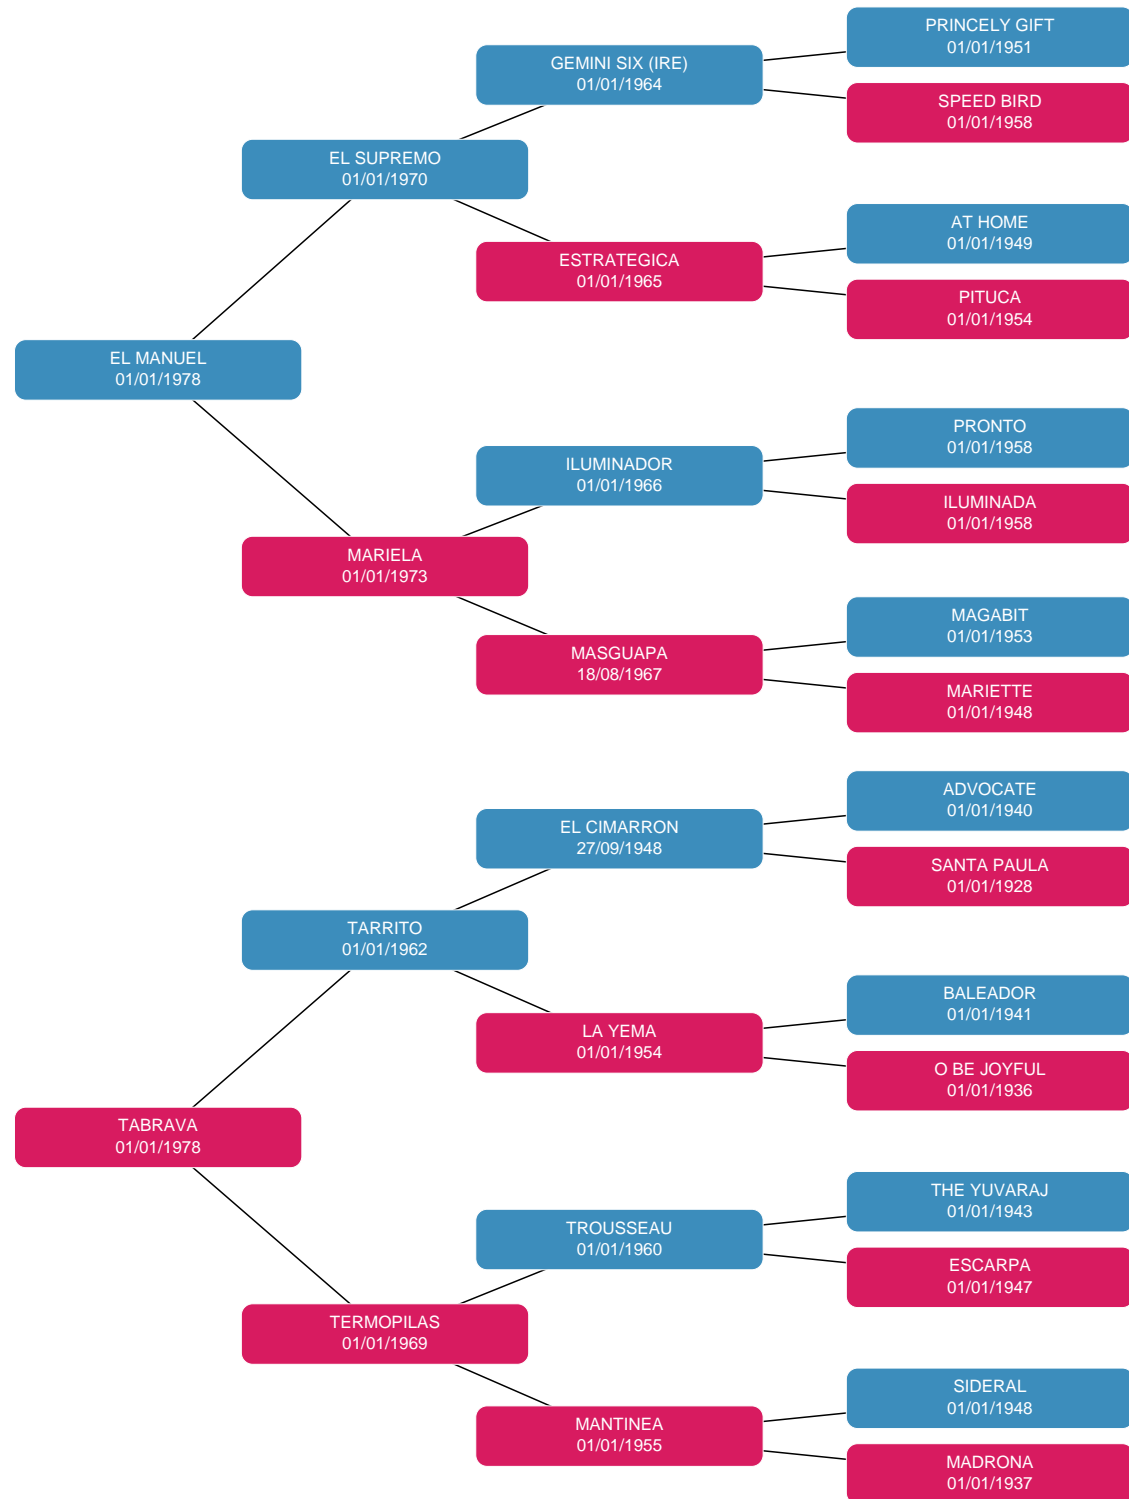 PRINCELY GIFT
01/01/1951
GEMINI SIX (IRE)
01/01/1964
SPEED BIRD
01/01/1958
EL SUPREMO
01/01/1970
AT HOME
01/01/1949
ESTRATEGICA
01/01/1965
PITUCA
01/01/1954
EL MANUEL
01/01/1978
PRONTO
01/01/1958
ILUMINADOR
01/01/1966
ILUMINADA
01/01/1958
MARIELA
01/01/1973
MAGABIT
01/01/1953
MASGUAPA
18/08/1967
MARIETTE
01/01/1948
ADVOCATE
01/01/1940
EL CIMARRON
27/09/1948
SANTA PAULA
01/01/1928
TARRITO
01/01/1962
BALEADOR
01/01/1941
LA YEMA
01/01/1954
O BE JOYFUL
01/01/1936
TABRAVA
01/01/1978
THE YUVARAJ
01/01/1943
TROUSSEAU
01/01/1960
ESCARPA
01/01/1947
TERMOPILAS
01/01/1969
SIDERAL
01/01/1948
MANTINEA
01/01/1955
MADRONA
01/01/1937